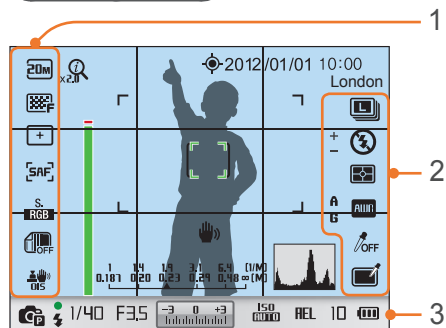 1
20M
x2.0
2012/01/01 10:00
London
F
L
+
-
SAF
S.
RGB
A
G
AWB
2
OFF
OFF
OIS
1 1.4 1.9 3.1 6.4 (1/M)
0.187 0.20 0.23 0.29 0.48 ∞(M)
P
1/40 F3.5 -3 0 +3 ISO AUTO REL 10
3